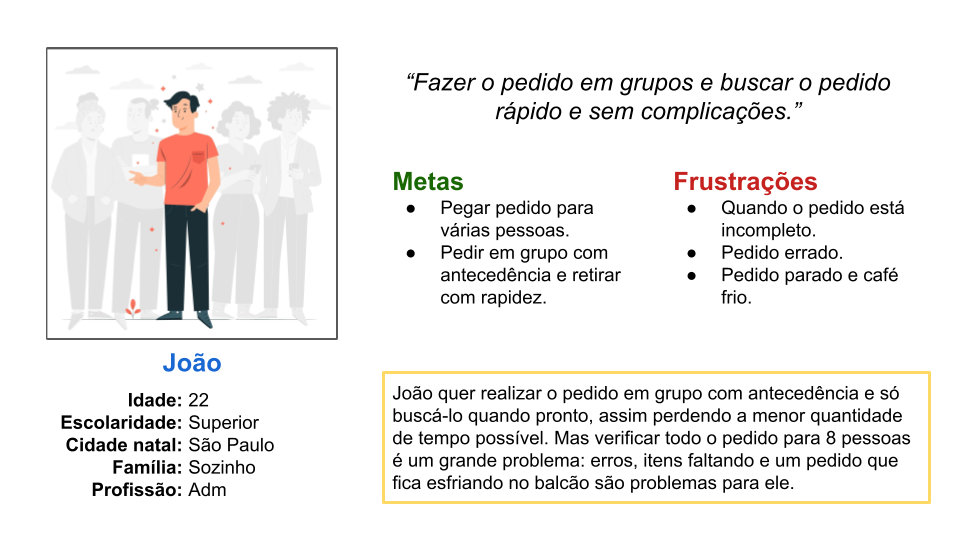 “Fazer o pedido em grupos e buscar o pedido
rápido e sem complicações.”
Metas
● Pegar pedido para
várias pessoas.
● Pedir em grupo com
antecedência e retirar
com rapidez.
Frustrações
● Quando o pedido está
incompleto.
● Pedido errado.
● Pedido parado e café
frio.
João
Idade: 22
Escolaridade: Superior
Cidade natal: São Paulo
Família: Sozinho
Profissão: Adm
João quer realizar o pedido em grupo com antecedência e só
buscá-lo quando pronto, assim perdendo a menor quantidade
de tempo possível. Mas verificar todo o pedido para 8 pessoas
é um grande problema: erros, itens faltando e um pedido que
fica esfriando no balcão são problemas para ele.